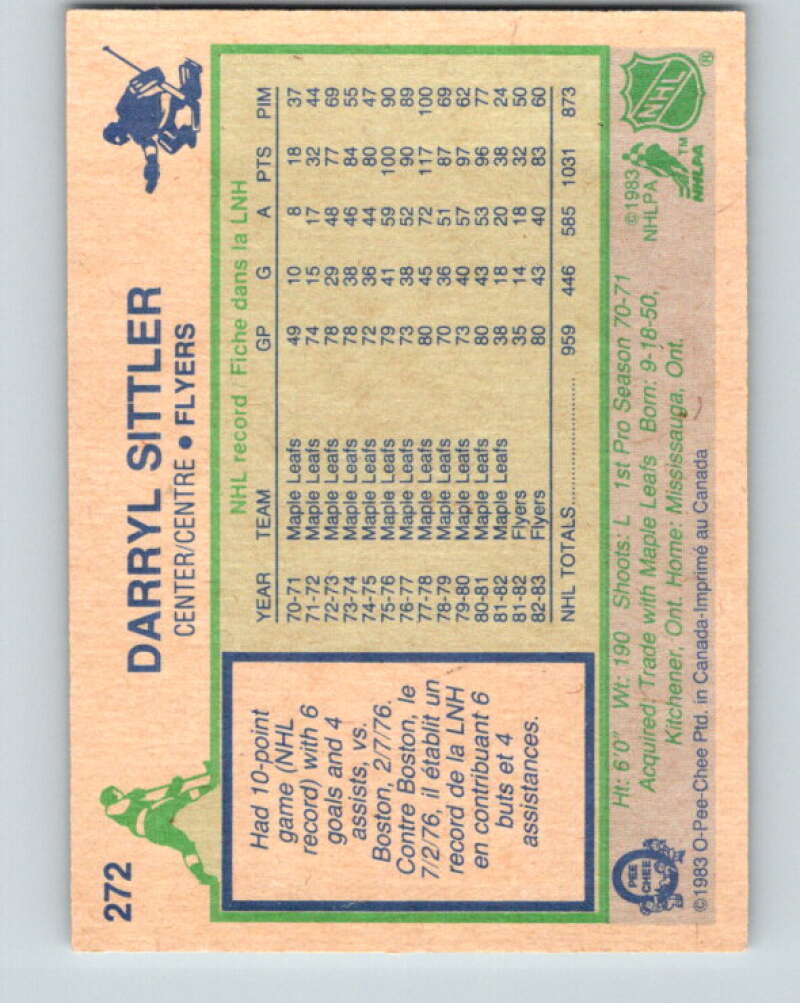 272
DARRYL SITTLER
CENTER/CENTRE • FLYERS
Had 10-point
game (NHL
record) with 6
goals and 4
assists, vs.
Boston, 2/7/76.
Contre Boston, le
7/2/76, il établit un
record de la LNH
en contribuant 6
buts et 4
assistances.
NHL record / Fiche dans la LNH
YEAR TEAM GP G A PTS PIM
70-71 Maple Leafs 49 10 8 18 37
71-72 Maple Leafs 74 15 17 32 44
72-73 Maple Leafs 78 29 48 77 69
73-74 Maple Leafs 78 38 46 84 55
74-75 Maple Leafs 72 36 44 80 47
75-76 Maple Leafs 79 41 59 100 90
76-77 Maple Leafs 73 38 52 90 89
77-78 Maple Leafs 80 45 72 117 100
78-79 Maple Leafs 70 36 51 87 69
79-80 Maple Leafs 73 40 57 97 62
80-81 Maple Leafs 80 43 53 96 77
81-82 Maple Leafs 38 18 20 38 24
81-82 Flyers 35 14 18 32 50
82-83 Flyers 80 43 40 83 60
NHL TOTALS.......................... 959 446 585 1031 873
Ht: 6'0" Wt: 190 Shoots: L 1st Pro Season 70-71
Acquired: Trade with Maple Leafs Born: 9-18-50,
Kitchener, Ont. Home: Mississauga, Ont.
©1983 O-Pee-Chee Ptd. in Canada-Imprimé au Canada
O
PEE
CHEE
©1983
NHLPA
NHL
®
TM
NHLPA